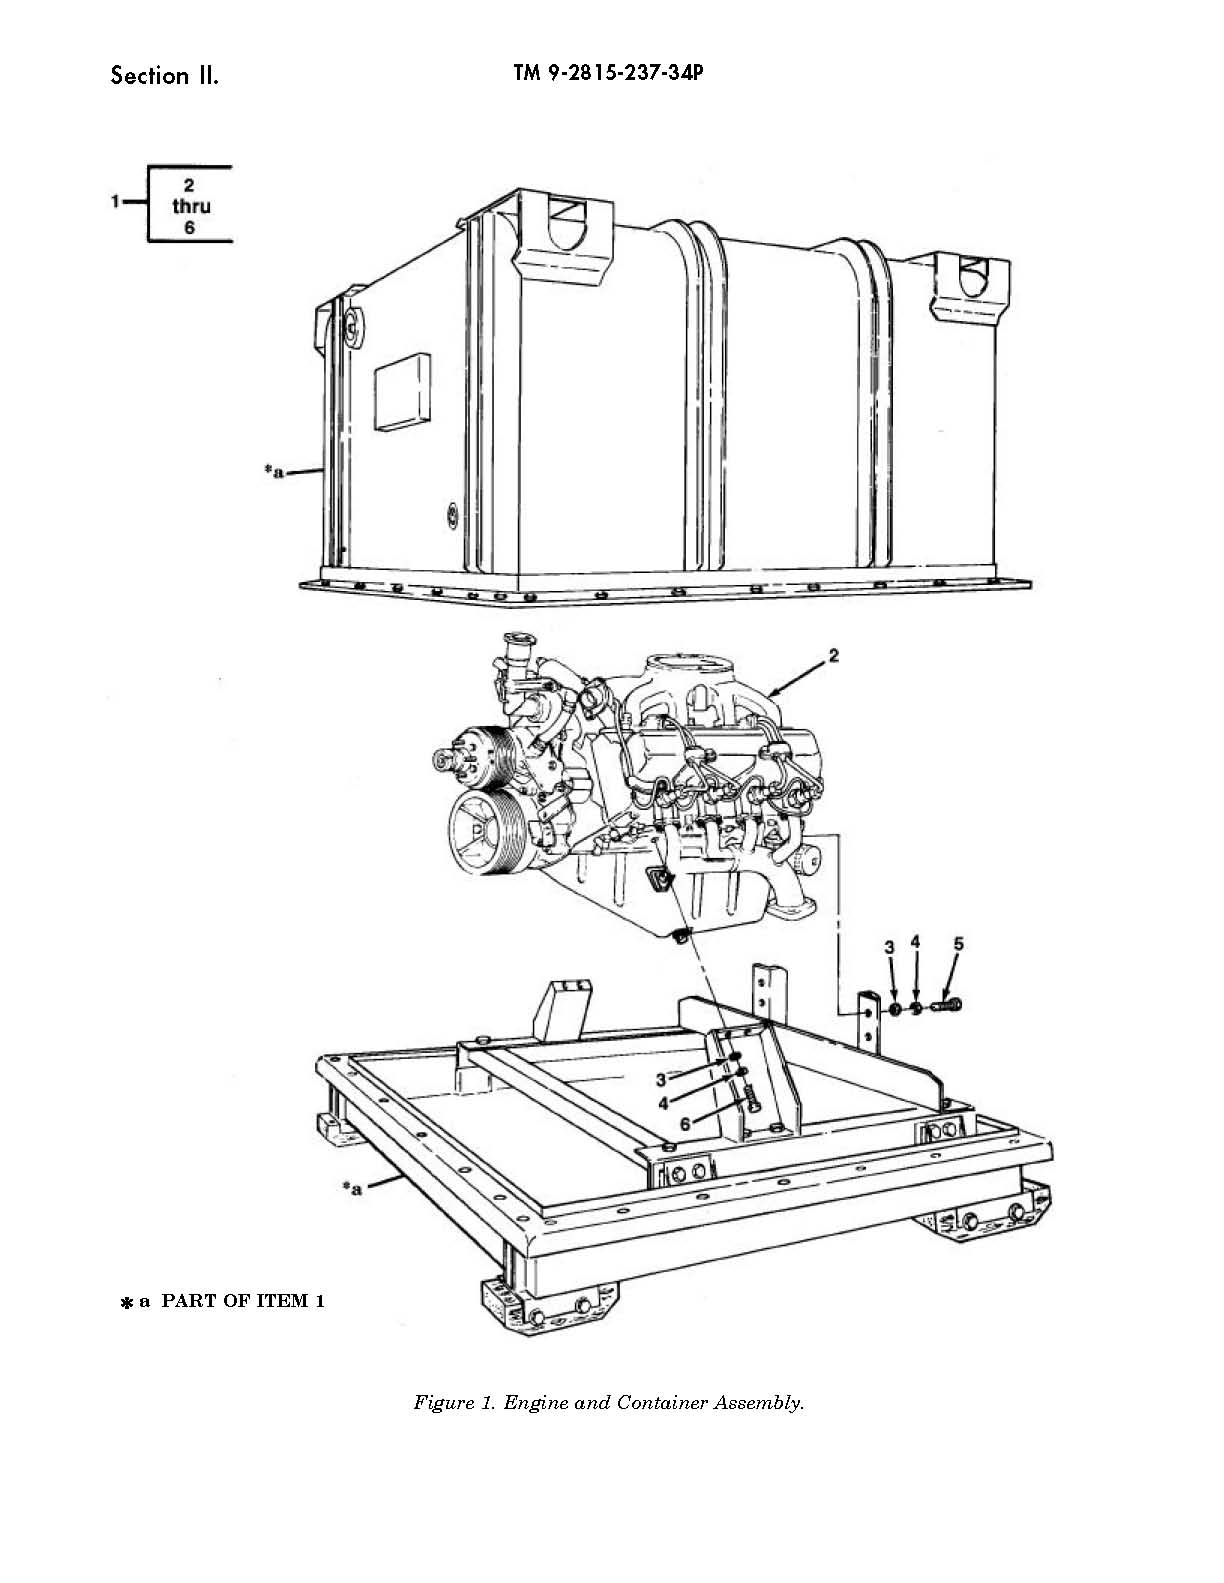 Section II.
TM 9-2815-237-34P
1
2
thru
6
*a
2
3
4
5
3
4
6
*a
* a PART OF ITEM 1
Figure 1. Engine and Container Assembly.